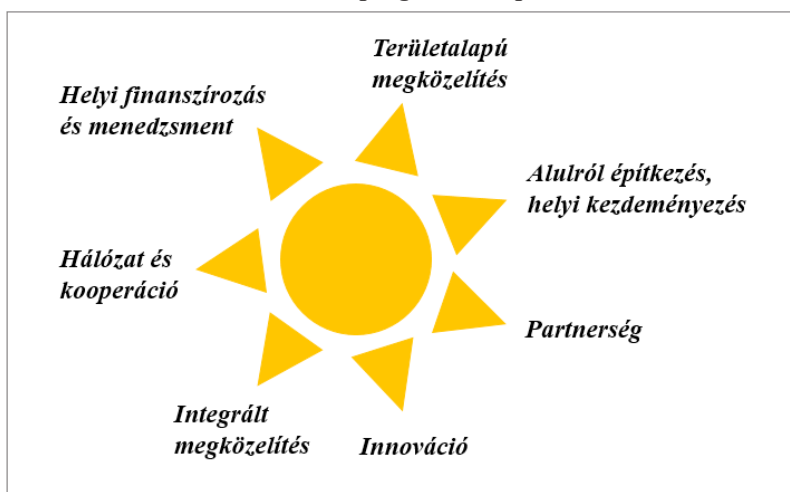 Területalapú
megközelítés
Helyi finanszírozás
és menedzsment
Alulról építkezés,
helyi kezdeményezés
Hálózat és
kooperáció
Partnerség
Integrált
megközelítés
Innováció